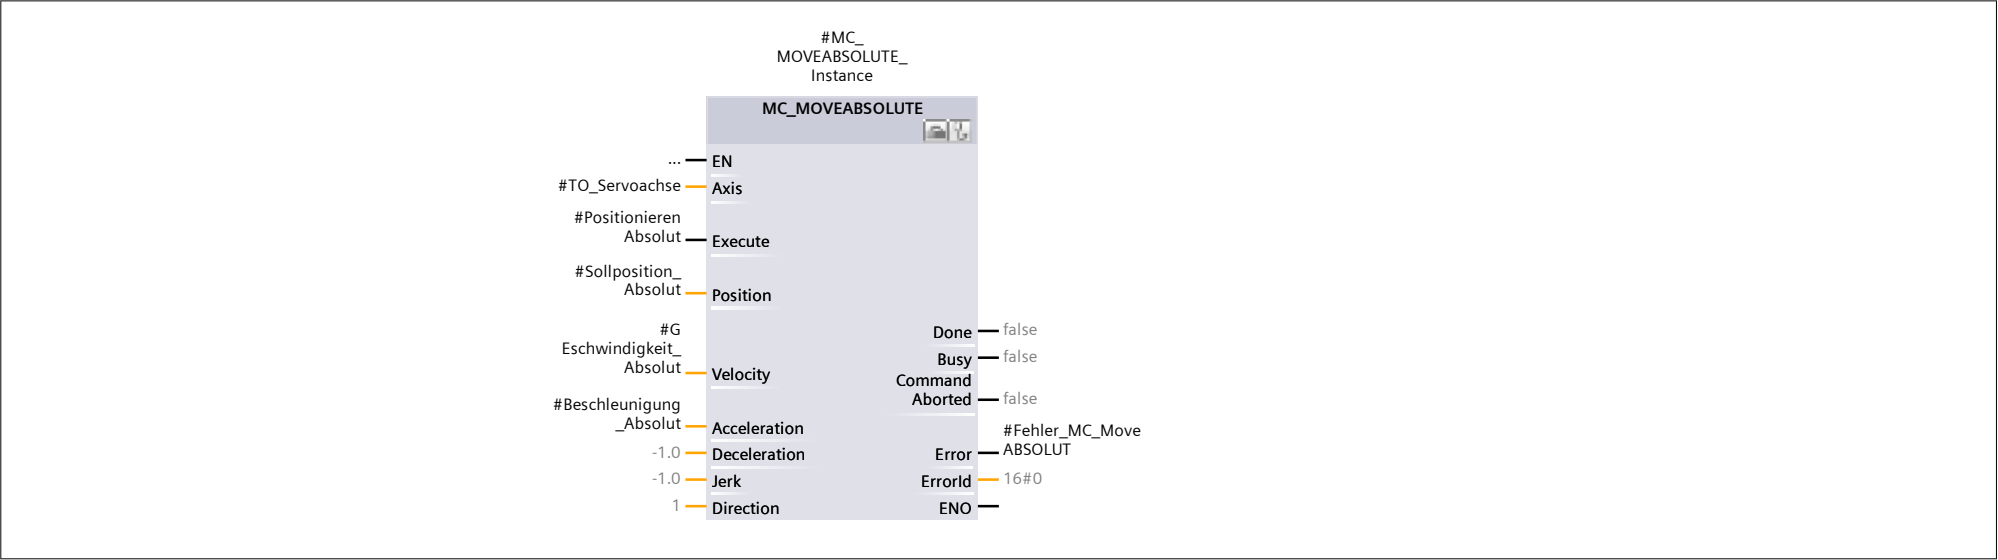 #MC_
MOVEABSOLUTE_
Instance
MC_MOVEABSOLUTE
... EN
#TO_Servoachse Axis
#Positionieren
Absolut Execute
#Sollposition_
Absolut Position
#G
Eschwindigkeit_
Absolut Velocity
#Beschleunigung
_Absolut Acceleration
-1.0 Deceleration
-1.0 Jerk
1 Direction
Done false
Busy false
Command
Aborted false
#Fehler_MC_Move
ABSOLUT
Error
ErrorId 16#0
ENO